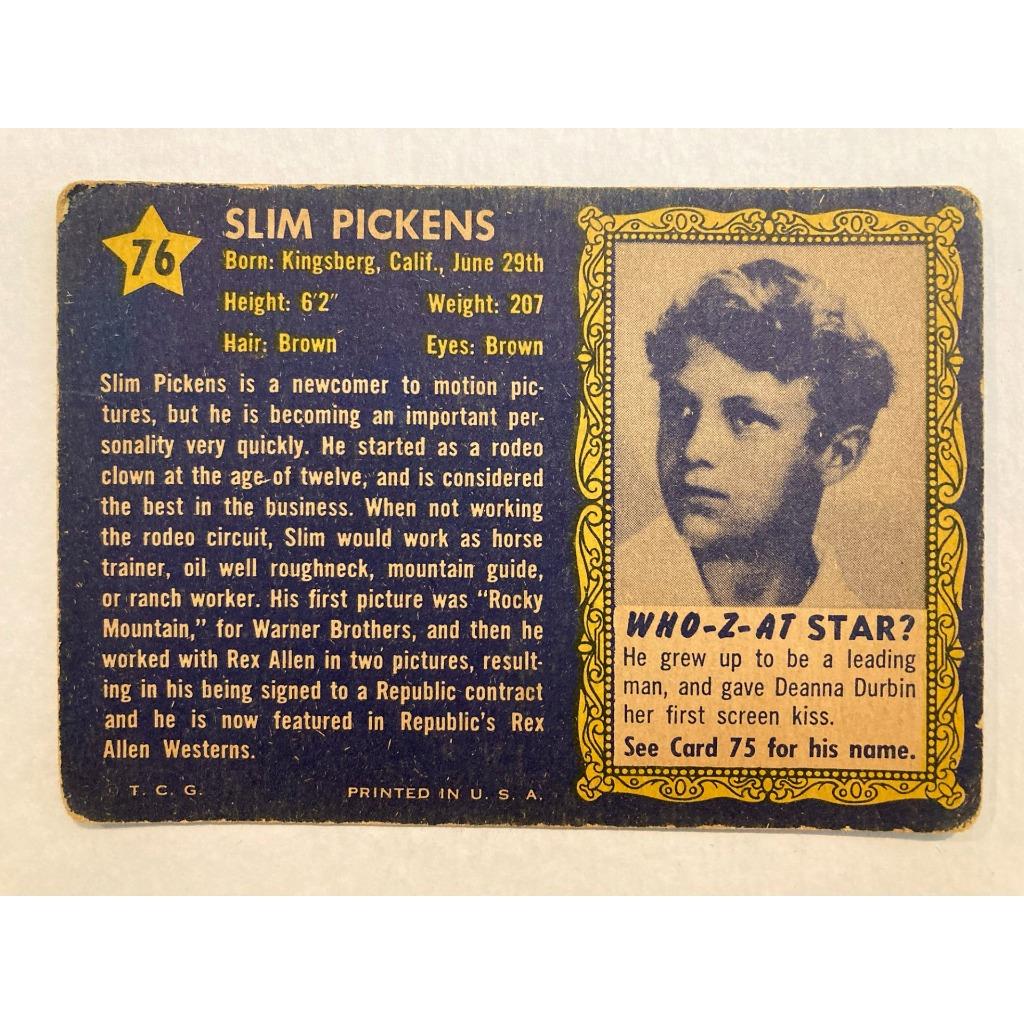 76
SLIM PICKENS
Born: Kingsberg, Calif., June 29th
Height: 6'2" Weight: 207
Hair: Brown Eyes: Brown
Slim Pickens is a newcomer to motion pic-
tures, but he is becoming an important per-
sonality very quickly. He started as a rodeo
clown at the age of twelve, and is considered
the best in the business. When not working
the rodeo circuit, Slim would work as horse
trainer, oil well roughneck, mountain guide,
or ranch worker. His first picture was "Rocky
Mountain," for Warner Brothers, and then he
worked with Rex Allen in two pictures, result-
ing in his being signed to a Republic contract
and he is now featured in Republic's Rex
Allen Westerns.
T. C. G. PRINTED IN U. S. A.
WHO-Z-AT STAR?
He grew up to be a leading
man, and gave Deanna Durbin
her first screen kiss.
See Card 75 for his name.